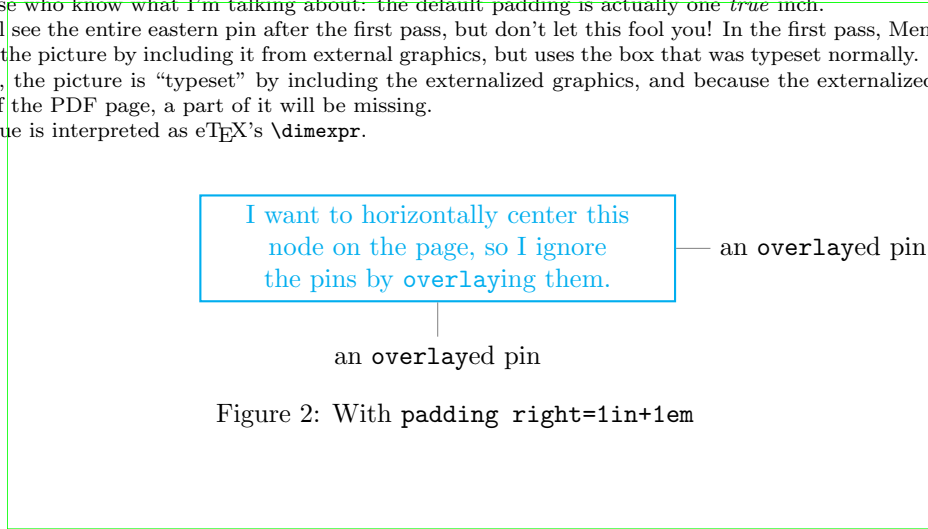 se who know what I'm talking about: the default padding is actually one true inch.
l see the entire eastern pin after the first pass, but don't let this fool you! In the first pass, Mem
the picture by including it from external graphics, but uses the box that was typeset normally.
, the picture is “typeset” by including the externalized graphics, and because the externalized
f the PDF page, a part of it will be missing.
ue is interpreted as eTEX's \dimexpr.
I want to horizontally center this
node on the page, so I ignore
the pins by overlaying them.
an overlayed pin
an overlayed pin
Figure 2: With padding right=1in+1em